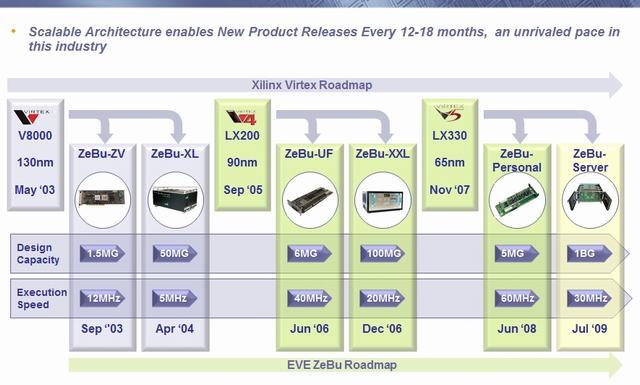 • Scalable Architecture enables New Product Releases Every 12-18 months, an unrivaled pace in
this industry
Xilinx Virtex Roadmap
VIRTEX
V8000
130nm
May ‘03
ZeBu-ZV
ZeBu-XL
VIRTEX 4
LX200
90nm
Sep ‘05
ZeBu-UF
ZeBu-XXL
VIRTEX 5
LX330
65nm
Nov ’07
ZeBu-
Personal
ZeBu-
Server
Design
Capacity
1.5MG
50MG
6MG
100MG
5MG
1BG
Execution
Speed
12MHz
5MHz
40MHz
20MHz
60MHz
30MHz
Sep ‘’03
Apr ‘04
Jun ‘06
Dec ‘06
Jun ‘08
Jul ‘09
EVE ZeBu Roadmap